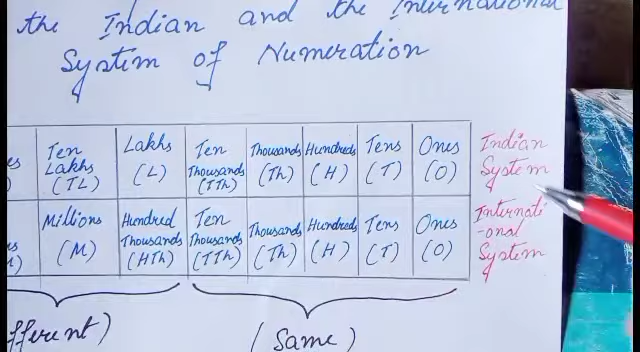 the Indian and the International
System of Numeration
Ten Lakhs (TL) Lakhs (L) Ten Thousands (TTh) Thousands (Th) Hundreds (H) Tens (T) Ones (O) Indian System
Millions (M) Hundred Thousands (HTh) Ten Thousands (TTh) Thousands (Th) Hundreds (H) Tens (T) Ones (O) Internati-onal System
(Same)